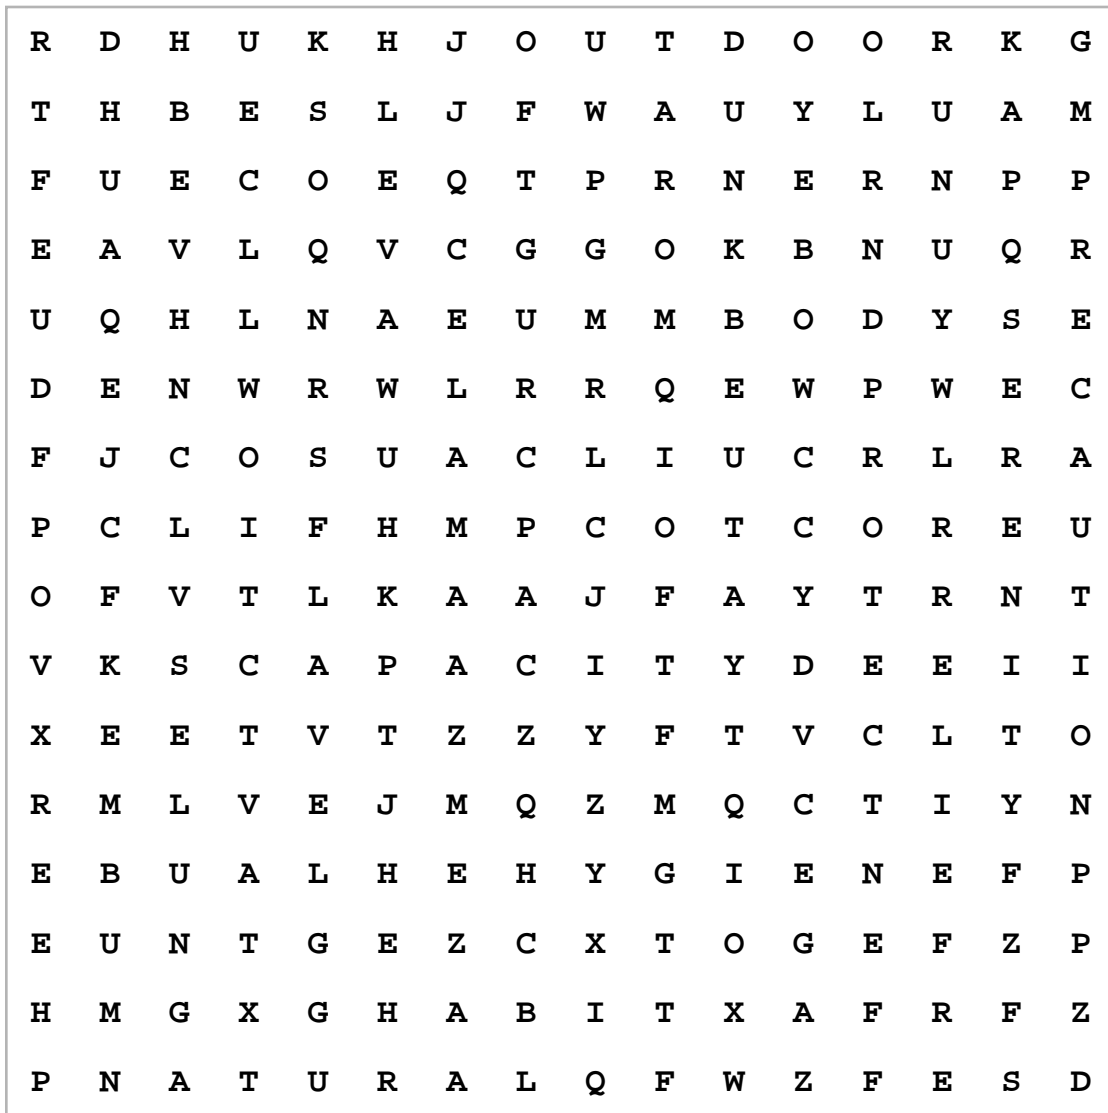 R D H U K H J O U T D O O R K G
T H B E S L J F W A U Y L U A M
F U E C O E Q T P R N E R N P P
E A V L Q V C G G O K B N U Q R
U Q H L N A E U M M B O D Y S E
D E N W R W L R R Q E W P W E C
F J C O S U A C L I U C R L R A
P C L I F H M P C O T C O R E U
O F V T L K A A J F A Y T R N T
V K S C A P A C I T Y D E E I I
X E E T V T Z Z Y F T V C L T O
R M L V E J M Q Z M Q C T I Y N
E B U A L H E H Y G I E N E F P
E U N T G E Z C X T O G E F Z P
H M G X G H A B I T X A F R F Z
P N A T U R A L Q F W Z F E S D